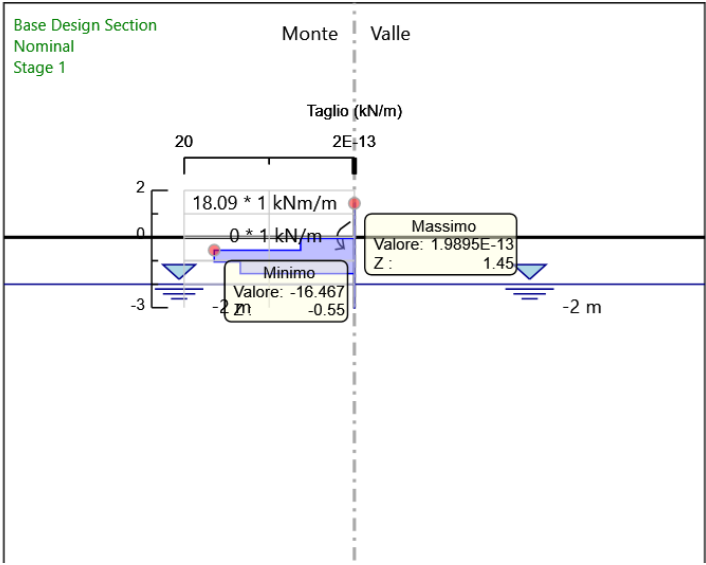 Base Design Section
Nominal
Stage 1
Monte
Valle
Taglio (kN/m)
20
2E-13
2
18.09 * 1 kNm/m
0
0 * 1 kN/m
Massimo
Valore: 1.9895E-13
Z : 1.45
Minimo
Valore: -16.467
Z : -0.55
-3
-2 m
-2 m